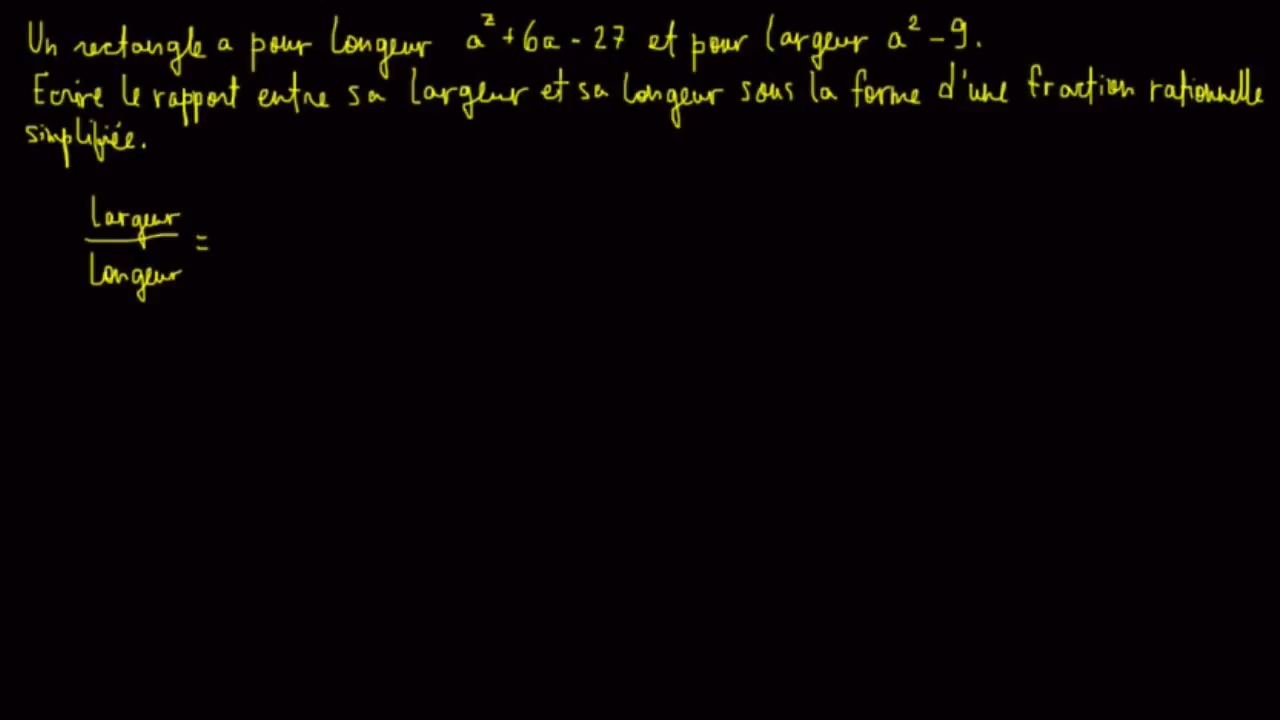 Un rectangle a pour longeur a² + 6a - 27 et pour largeur a² - 9.
Ecrire le rapport entre sa largeur et sa longeur sous la forme d'une fraction rationnelle
simplifiée.
largeur
=
longeur